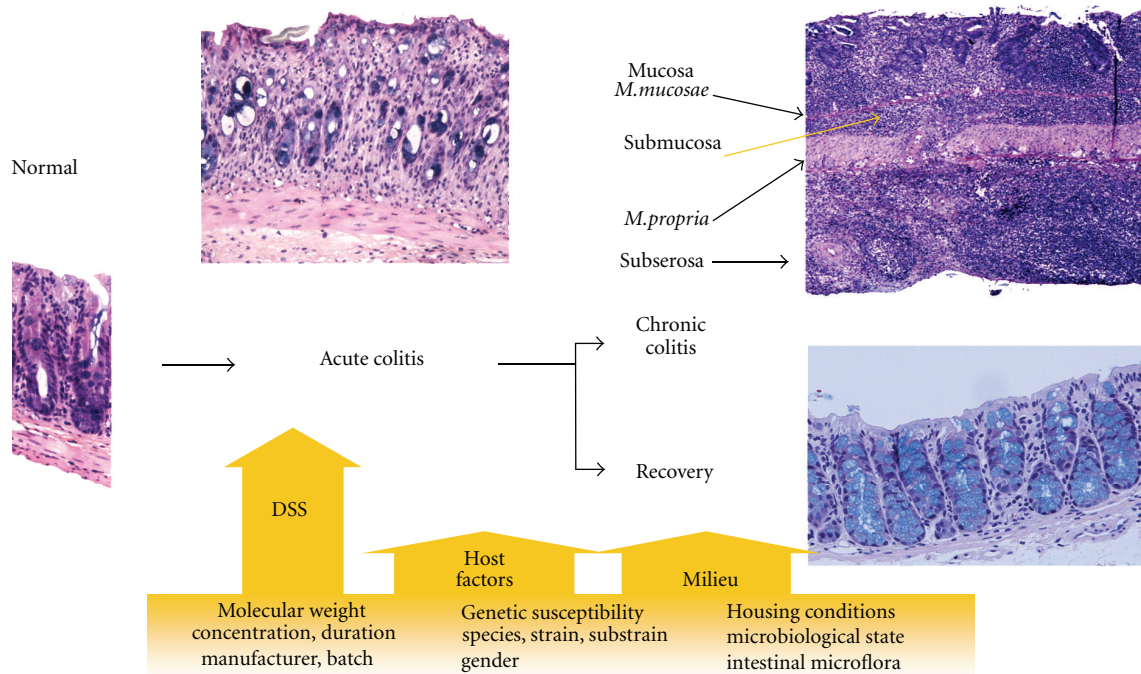 Normal
Mucosa
M.mucosae
Submucosa
M.propria
Subserosa
Acute colitis
Chronic
colitis
Recovery
DSS
Host
factors
Milieu
Molecular weight
concentration, duration
manufacturer, batch
Genetic susceptibility
species, strain, substrain
gender
Housing conditions
microbiological state
intestinal microflora